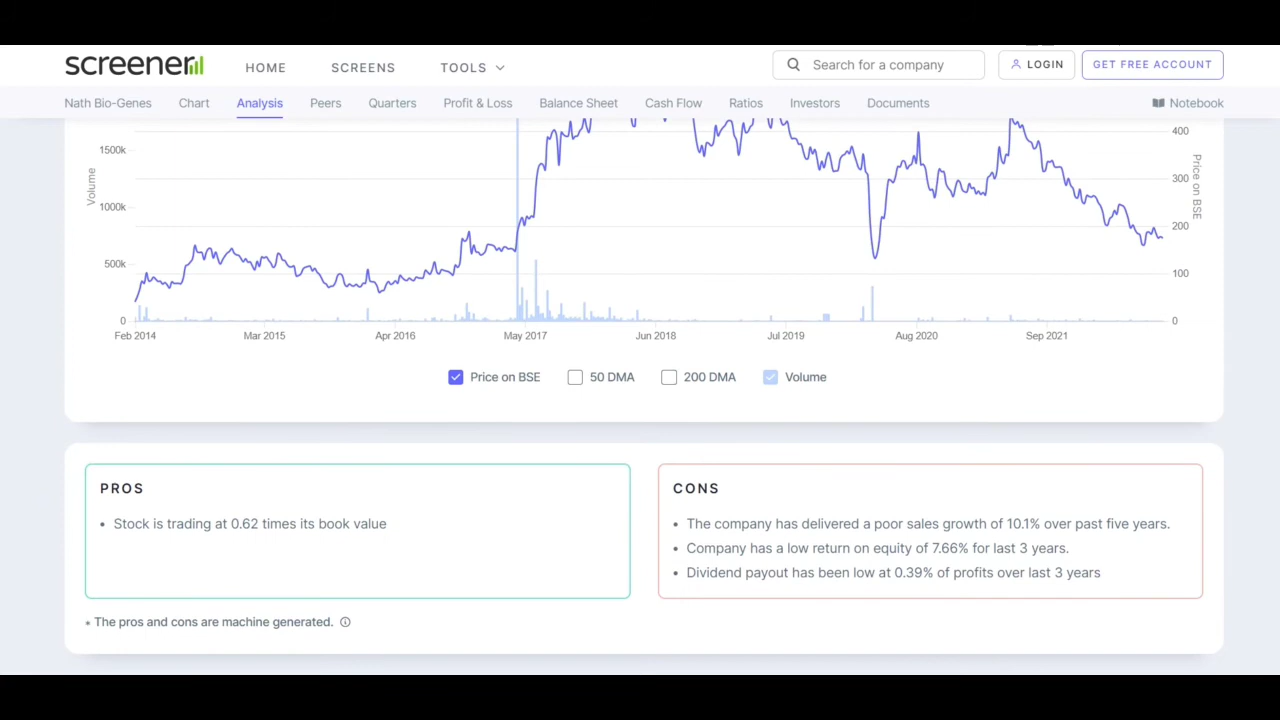 screener HOME SCREENS TOOLS Search for a company LOGIN GET FREE ACCOUNT
Nath Bio-Genes Chart Analysis Peers Quarters Profit & Loss Balance Sheet Cash Flow Ratios Investors Documents Notebook
400
1500k
300
Volume
Price on BSE
1000k
200
500k
100
0 0
Feb 2014 Mar 2015 Apr 2016 May 2017 Jun 2018 Jul 2019 Aug 2020 Sep 2021
Price on BSE 50 DMA 200 DMA Volume
PROS
• Stock is trading at 0.62 times its book value
CONS
• The company has delivered a poor sales growth of 10.1% over past five years.
• Company has a low return on equity of 7.66% for last 3 years.
• Dividend payout has been low at 0.39% of profits over last 3 years
* The pros and cons are machine generated.